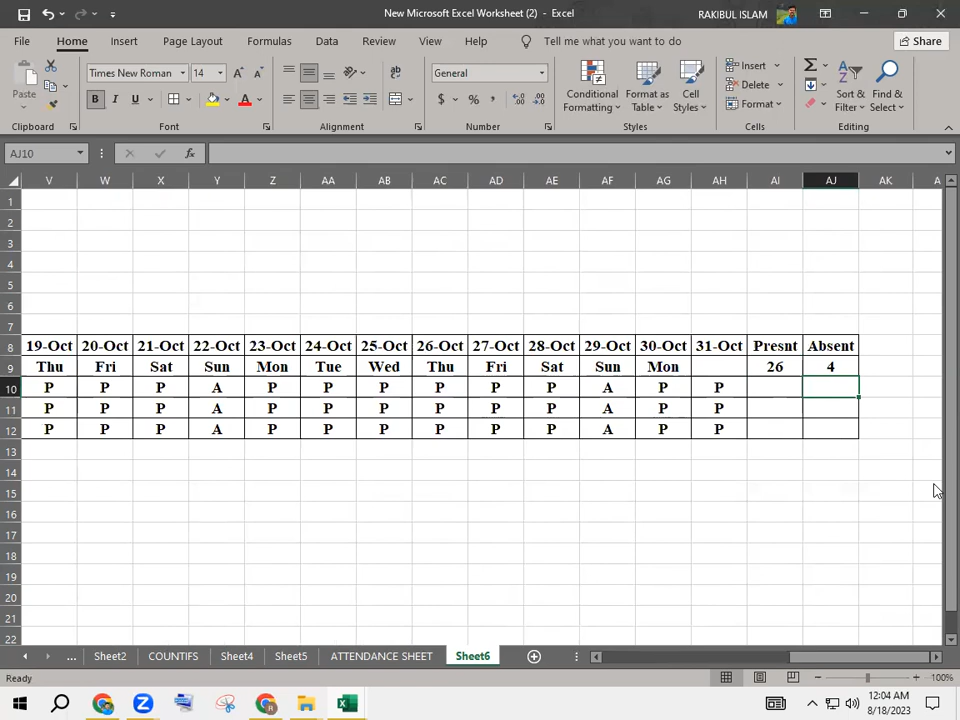 New Microsoft Excel Worksheet (2) - Excel
RAKIBUL ISLAM
File Home Insert Page Layout Formulas Data Review View Help Tell me what you want to do Share
Paste
Times New Roman 14
General
Conditional Formatting
Format as Table
Cell Styles
Insert
Delete
Format
Sort & Filter
Find & Select
Clipboard Font Alignment Number Styles Cells Editing
AJ10
V W X Y Z AA AB AC AD AE AF AG AH AI AJ AK A
1
2
3
4
5
6
7
8 19-Oct 20-Oct 21-Oct 22-Oct 23-Oct 24-Oct 25-Oct 26-Oct 27-Oct 28-Oct 29-Oct 30-Oct 31-Oct Presnt Absent
9 Thu Fri Sat Sun Mon Tue Wed Thu Fri Sat Sun Mon 26 4
10 P P P A P P P P P P A P P
11 P P P A P P P P P P A P P
12 P P P A P P P P P P A P P
13
14
15
16
17
18
19
20
21
22
... Sheet2 COUNTIFS Sheet4 Sheet5 ATTENDANCE SHEET Sheet6
Ready 100%
12:04 AM
8/18/2023